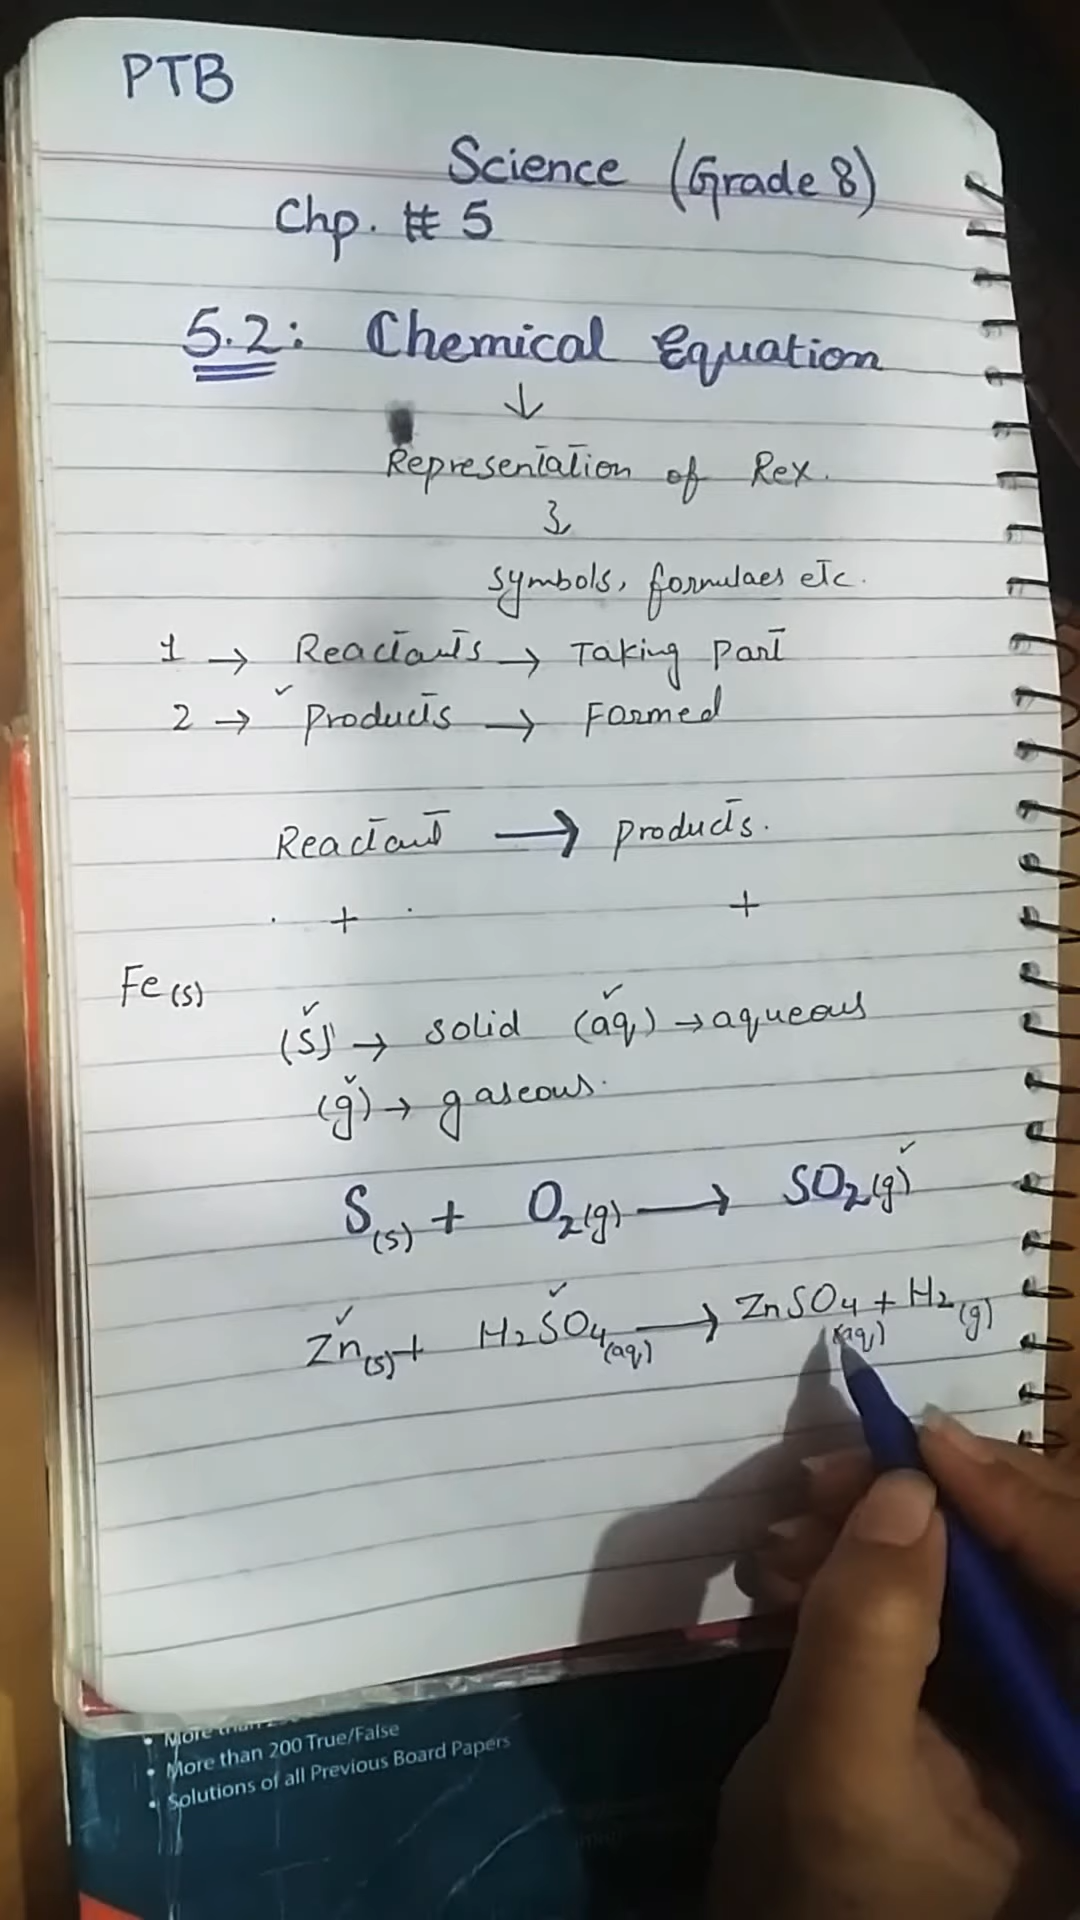 PTB
Science (Grade 8)
Chp. # 5
5.2: Chemical Equation
↓
Representation of Rex.
↓
symbols, formulaes etc.
1 → Reactants → Taking Part
2 → ✓ Products → Formed
Reactant → products.
+ +
Fe(s)
(s) → solid (aq) → aqueous
(g) → gaseous.
S(s) + O2(g) → SO2(g)
Zn(s) + H2SO4(aq) → ZnSO4(aq) + H2(g)
• More than
• More than 200 True/False
• Solutions of all Previous Board Papers